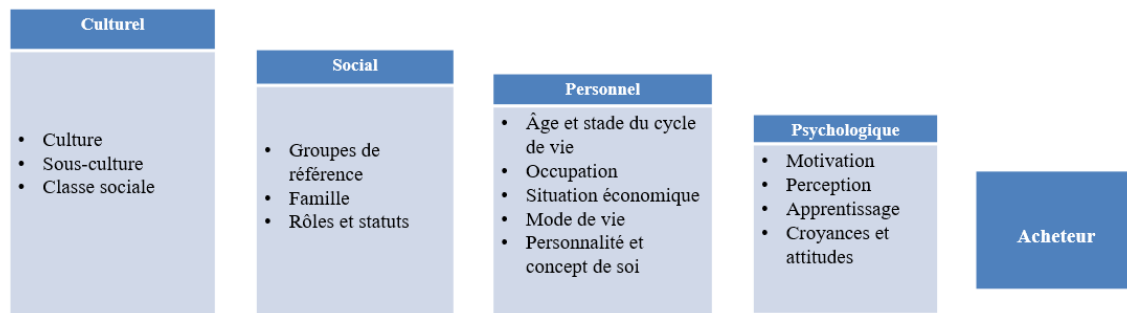 Culturel
• Culture
• Sous-culture
• Classe sociale
Social
• Groupes de
référence
• Famille
• Rôles et statuts
Personnel
• Âge et stade du cycle
de vie
• Occupation
• Situation économique
• Mode de vie
• Personnalité et
concept de soi
Psychologique
• Motivation
• Perception
• Apprentissage
• Croyances et
attitudes
Acheteur